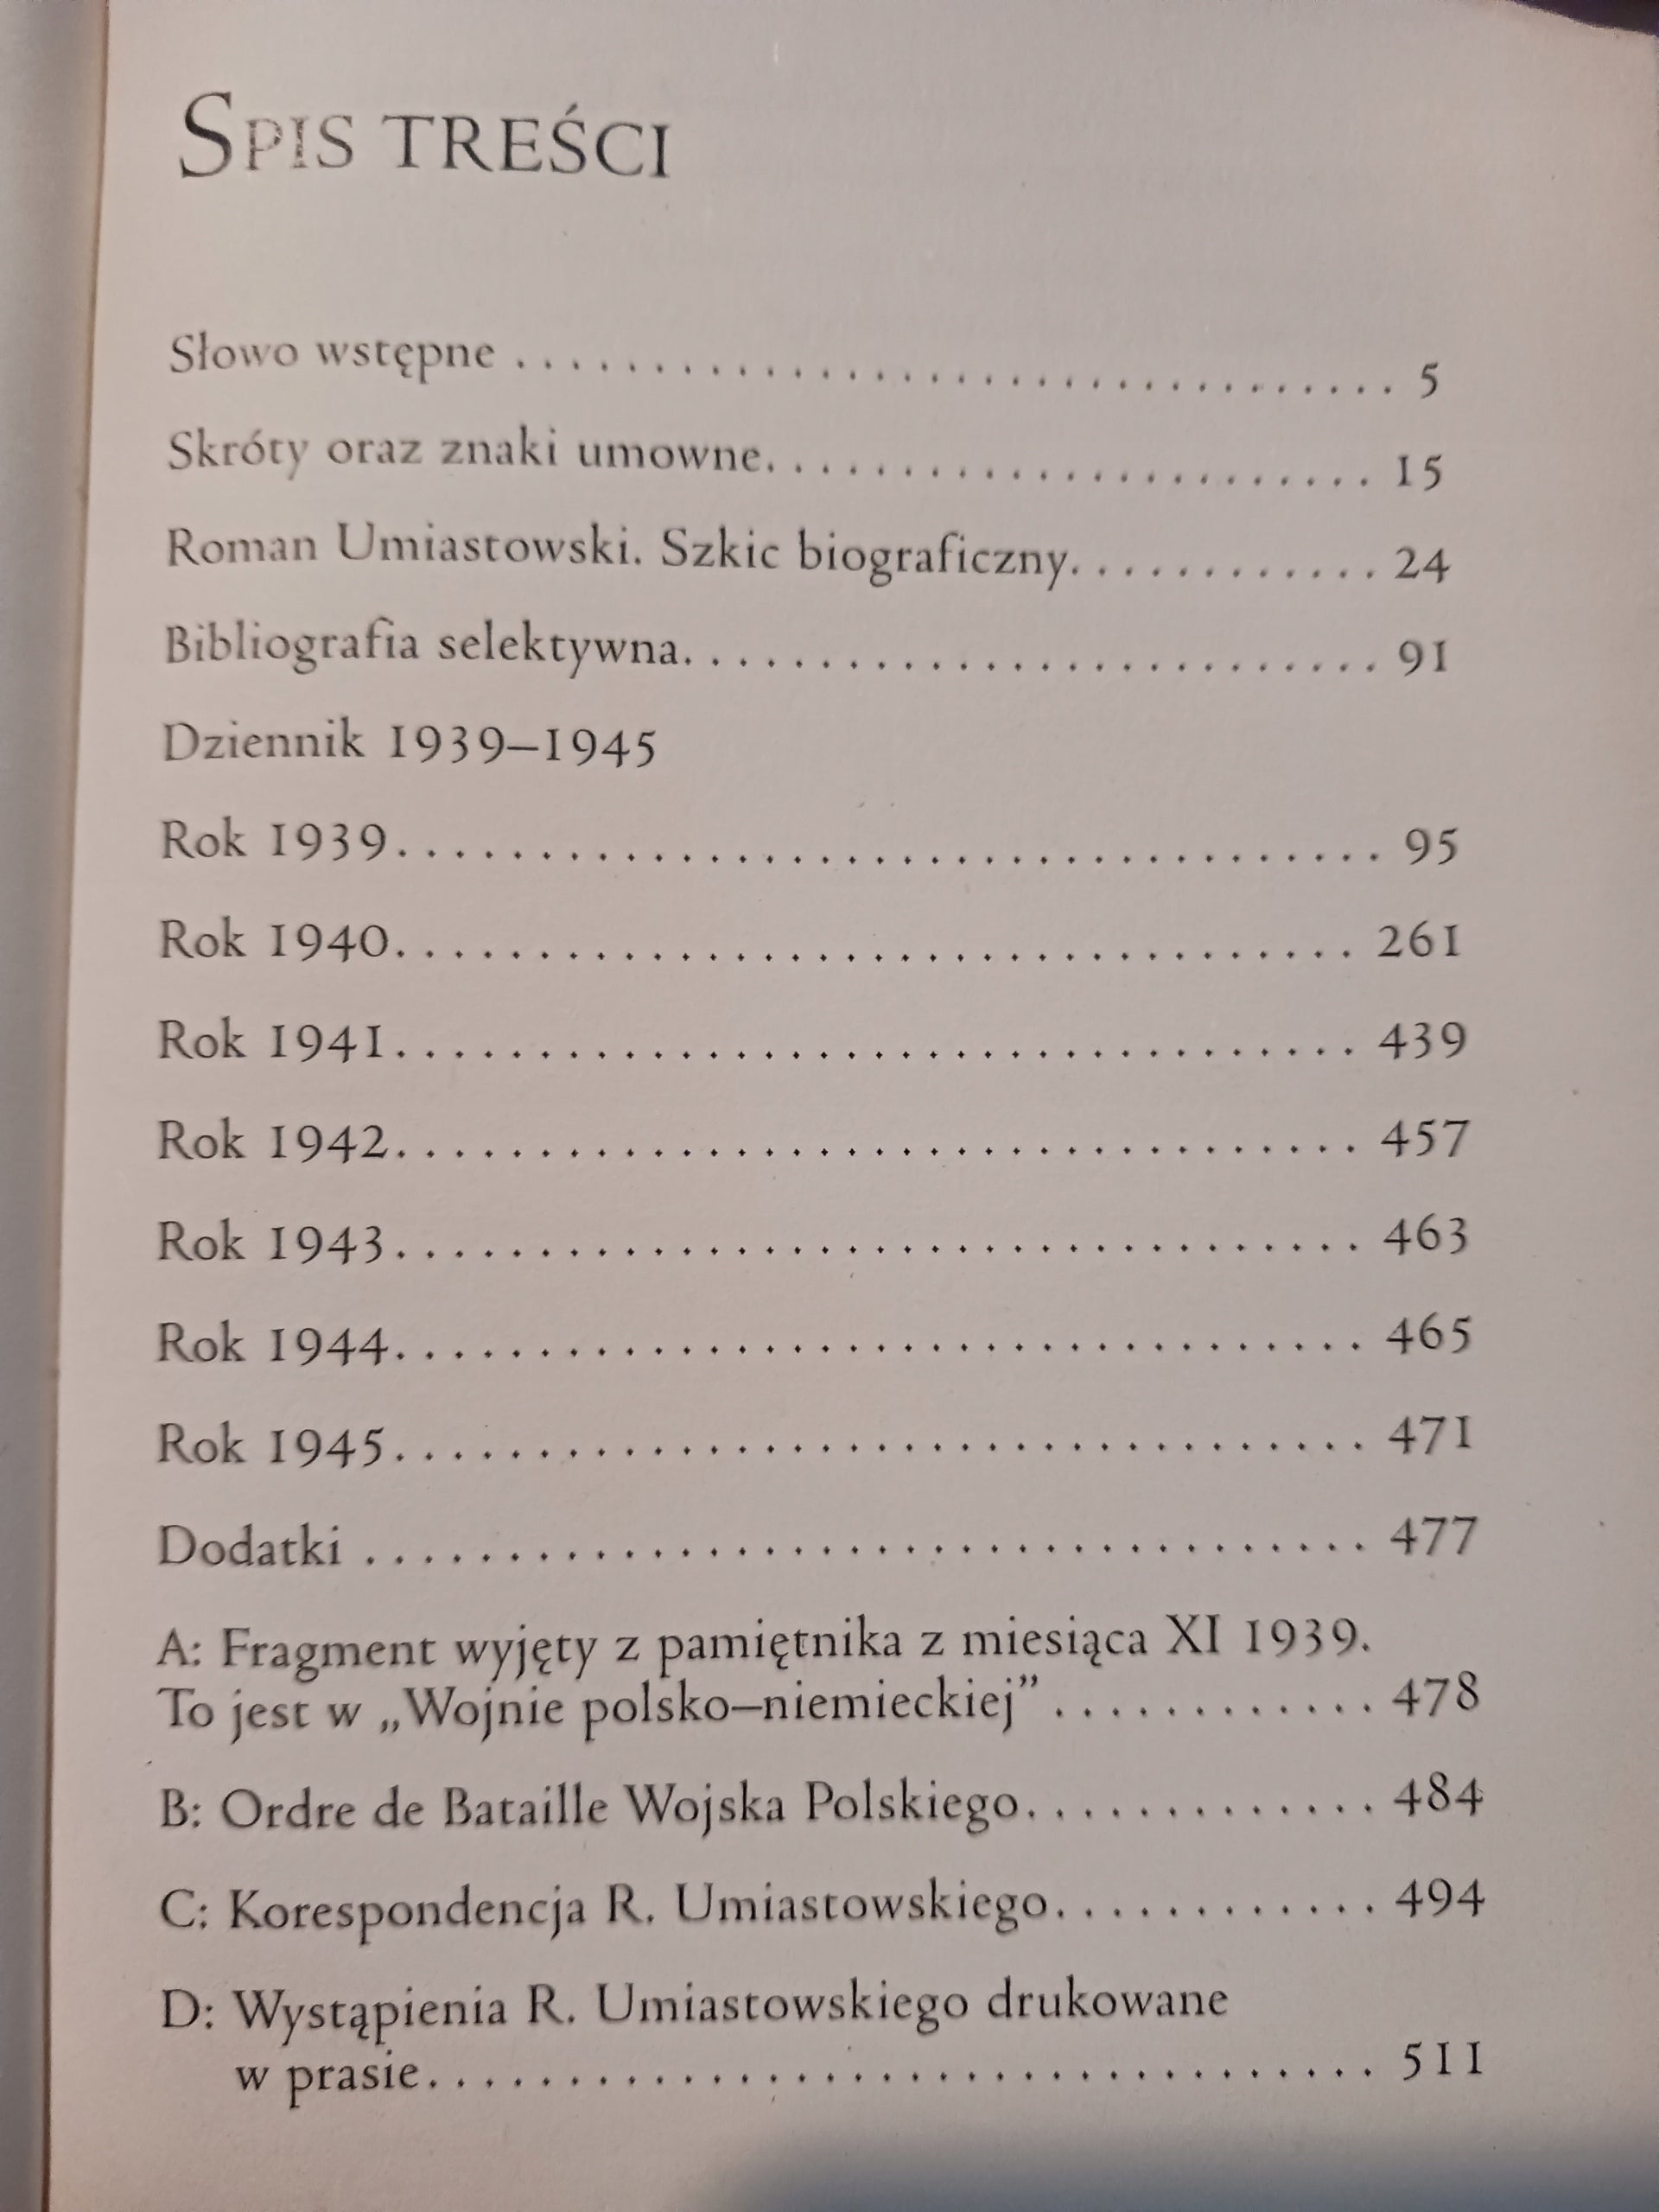 SPIS TREŚCI
Słowo wstępne . . . . . . . . . . . . . . . . . . . . . . . . . . . . . . . . 5
Skróty oraz znaki umowne. . . . . . . . . . . . . . . . . . . . . . . 15
Roman Umiastowski. Szkic biograficzny. . . . . . . . . . . . 24
Bibliografia selektywna. . . . . . . . . . . . . . . . . . . . . . . . . . 91
Dziennik 1939–1945
Rok 1939. . . . . . . . . . . . . . . . . . . . . . . . . . . . . . . . . . . . 95
Rok 1940. . . . . . . . . . . . . . . . . . . . . . . . . . . . . . . . . . . 261
Rok 1941. . . . . . . . . . . . . . . . . . . . . . . . . . . . . . . . . . . 439
Rok 1942. . . . . . . . . . . . . . . . . . . . . . . . . . . . . . . . . . . 457
Rok 1943. . . . . . . . . . . . . . . . . . . . . . . . . . . . . . . . . . . 463
Rok 1944. . . . . . . . . . . . . . . . . . . . . . . . . . . . . . . . . . . 465
Rok 1945. . . . . . . . . . . . . . . . . . . . . . . . . . . . . . . . . . . 471
Dodatki . . . . . . . . . . . . . . . . . . . . . . . . . . . . . . . . . . . . 477
A: Fragment wyjęty z pamiętnika z miesiąca XI 1939.
To jest w „Wojnie polsko–niemieckiej” . . . . . . . . . . . . 478
B: Ordre de Bataille Wojska Polskiego. . . . . . . . . . . . . 484
C: Korespondencja R. Umiastowskiego. . . . . . . . . . . . 494
D: Wystąpienia R. Umiastowskiego drukowane
w prasie. . . . . . . . . . . . . . . . . . . . . . . . . . . . . . . . . . . 511